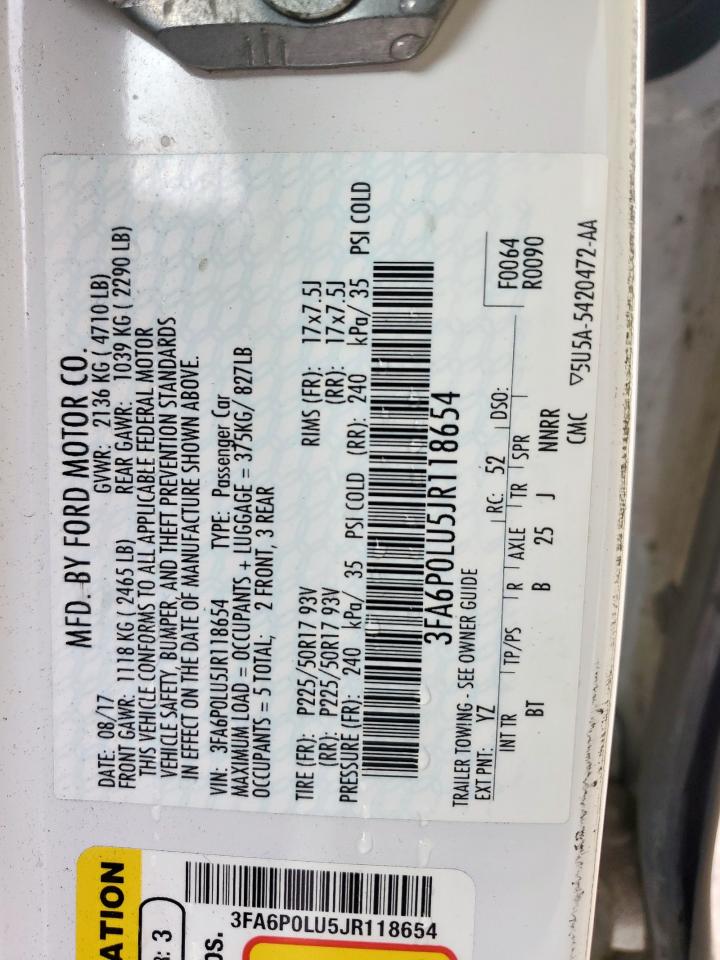 MFD. BY FORD MOTOR CO.
DATE: 08/17 GVWR: 2136 KG ( 4710 LB)
FRONT GAWR: 1118 KG ( 2465 LB) REAR GAWR: 1039 KG ( 2290 LB)
THIS VEHICLE CONFORMS TO ALL APPLICABLE FEDERAL MOTOR
VEHICLE SAFETY, BUMPER, AND THEFT PREVENTION STANDARDS
IN EFFECT ON THE DATE OF MANUFACTURE SHOWN ABOVE.
VIN: 3FA6P0LU5JR118654 TYPE: Passenger Car
MAXIMUM LOAD = OCCUPANTS + LUGGAGE = 375KG/ 827LB
OCCUPANTS = 5 TOTAL; 2 FRONT, 3 REAR
TIRE (FR): P225/50R17 93V RIMS (FR): 17x7.5J
(RR): P225/50R17 93V (RR): 17x7.5J
PRESSURE (FR): 240 kPa/ 35 PSI COLD (RR): 240 kPa/ 35 PSI COLD
3FA6P0LU5JR118654
TRAILER TOWING - SEE OWNER GUIDE
EXT PNT: YZ RC: 52 DSO: F0064
R0090
INT TR TP/PS R AXLE TR SPR
BT B 25 J NNRR
CMC ▽5U5A-5420472-AA
ATION
R: 3
OS.
3FA6P0LU5JR118654